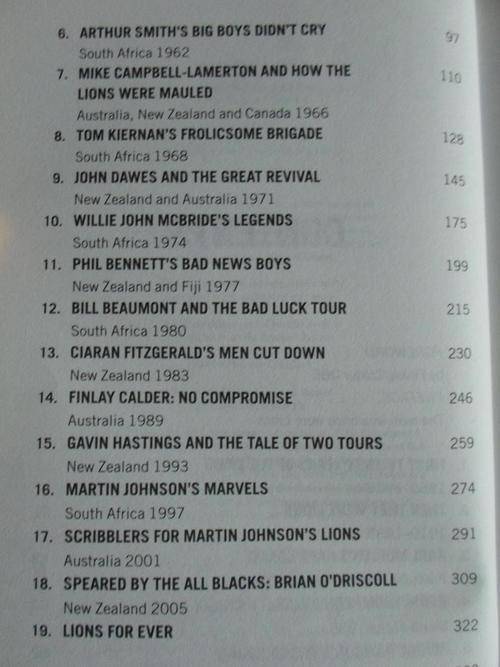 6. ARTHUR SMITH'S BIG BOYS DIDN'T CRY 97
South Africa 1962
7. MIKE CAMPBELL-LAMERTON AND HOW THE 110
LIONS WERE MAULED
Australia, New Zealand and Canada 1966
8. TOM KIERNAN'S FROLICSOME BRIGADE 128
South Africa 1968
9. JOHN DAWES AND THE GREAT REVIVAL 145
New Zealand and Australia 1971
10. WILLIE JOHN MCBRIDE'S LEGENDS 175
South Africa 1974
11. PHIL BENNETT'S BAD NEWS BOYS 199
New Zealand and Fiji 1977
12. BILL BEAUMONT AND THE BAD LUCK TOUR 215
South Africa 1980
13. CIARAN FITZGERALD'S MEN CUT DOWN 230
New Zealand 1983
14. FINLAY CALDER: NO COMPROMISE 246
Australia 1989
15. GAVIN HASTINGS AND THE TALE OF TWO TOURS 259
New Zealand 1993
16. MARTIN JOHNSON'S MARVELS 274
South Africa 1997
17. SCRIBBLERS FOR MARTIN JOHNSON'S LIONS 291
Australia 2001
18. SPEARED BY THE ALL BLACKS: BRIAN O'DRISCOLL 309
New Zealand 2005
19. LIONS FOR EVER 322